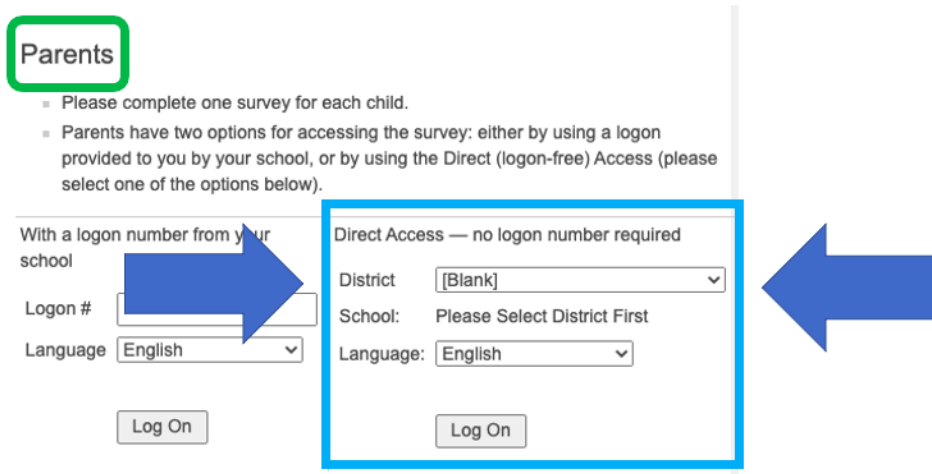 Parents
Please complete one survey for each child.
Parents have two options for accessing the survey: either by using a logon
provided to you by your school, or by using the Direct (logon-free) Access (please
select one of the options below).
With a logon number from your
school
Logon #
Language English
Log On
Direct Access — no logon number required
District [Blank]
School: Please Select District First
Language: English
Log On